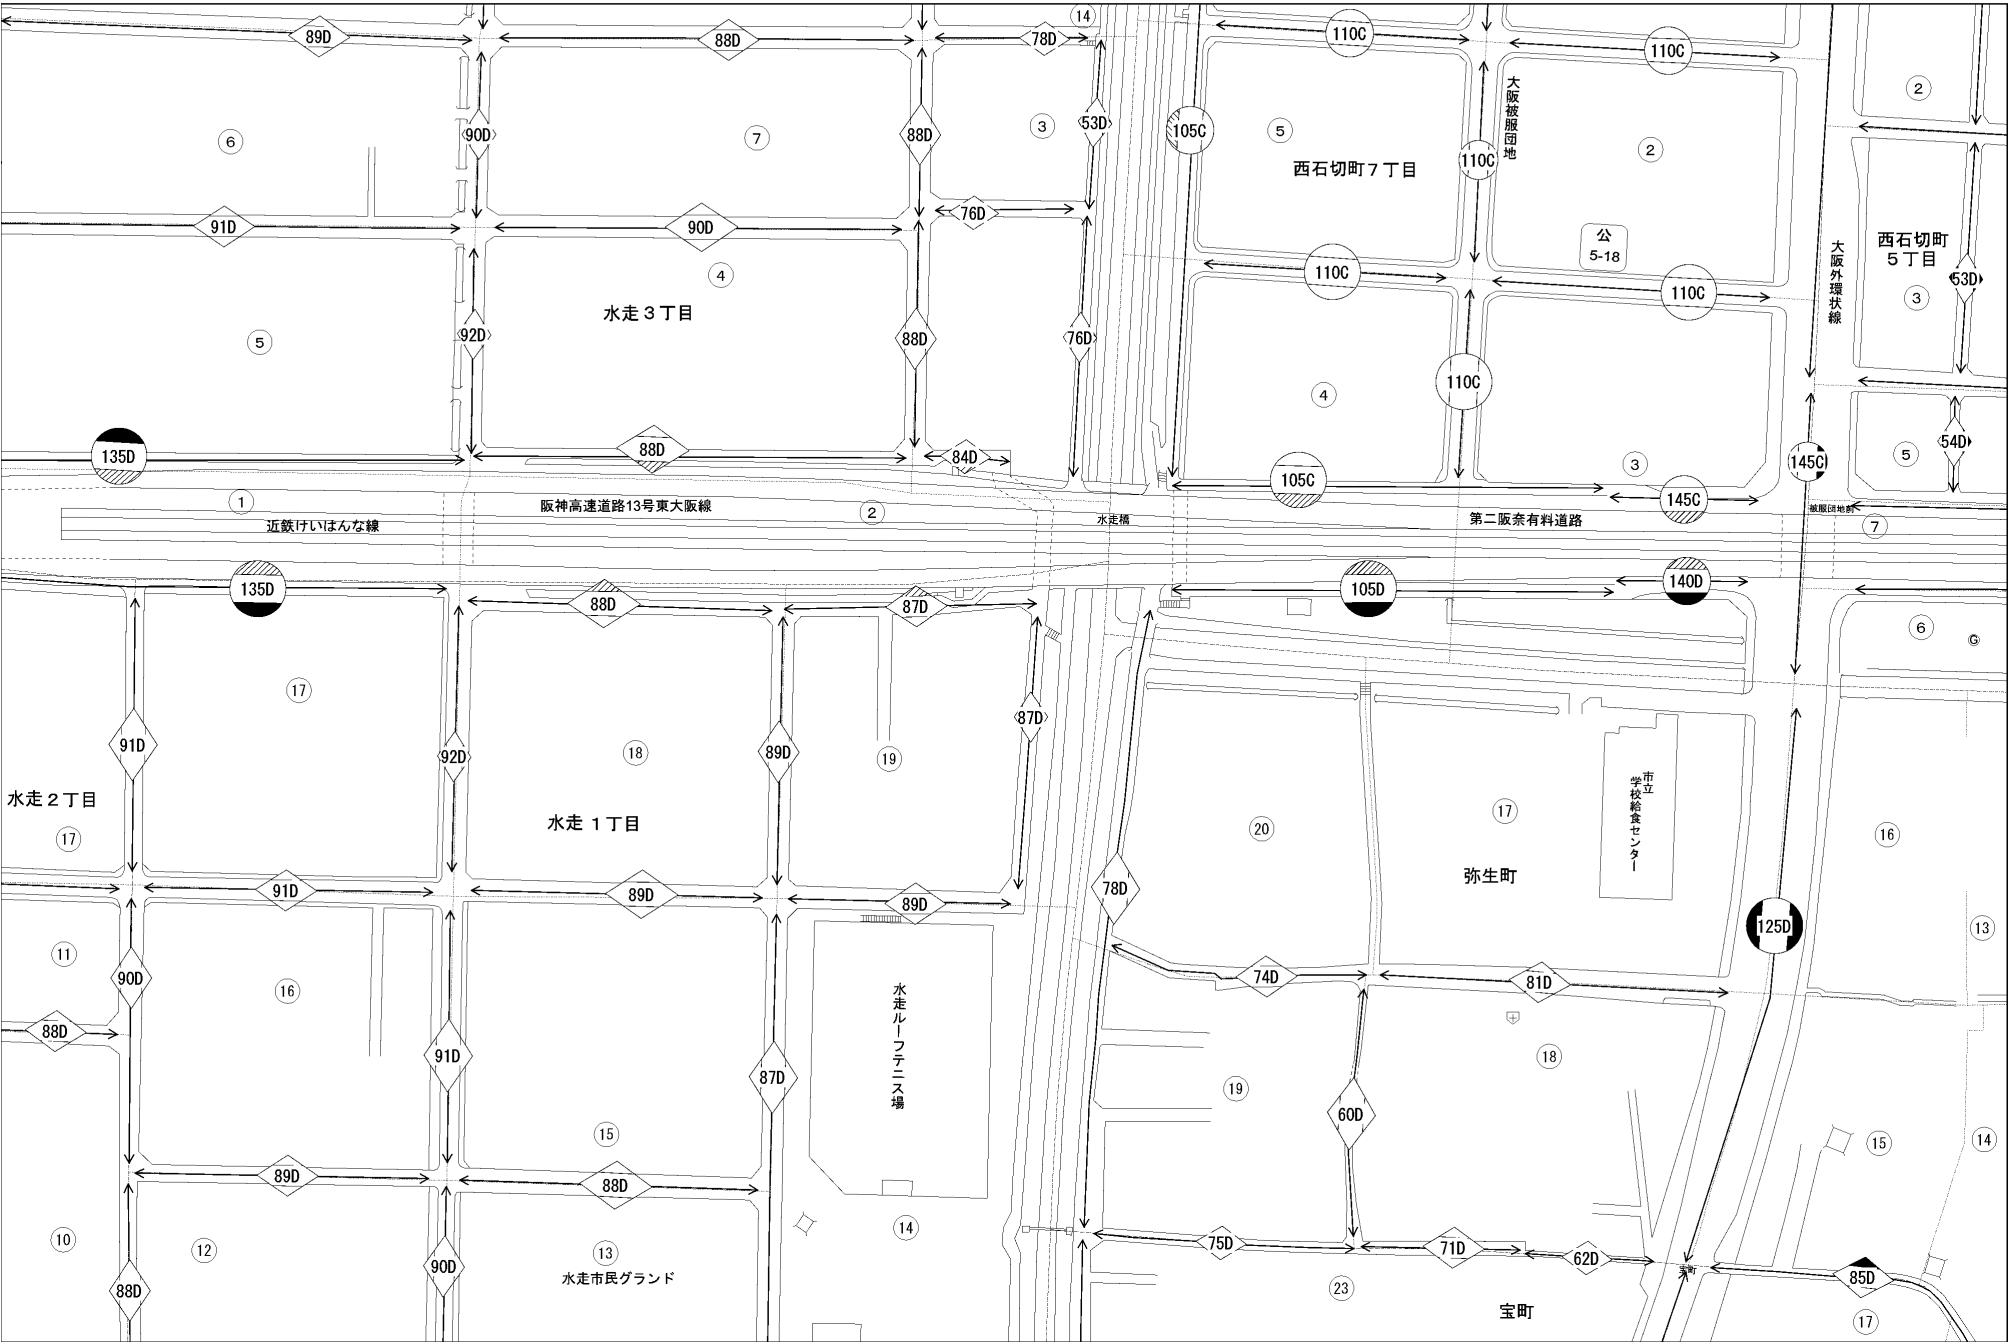 89D
88D
78D
14
110C
110C
2
6
90D
7
88D
3
53D
105C
5
西石切町7丁目
110C
大阪被服団地
2
91D
90D
76D
4
110C
公
5-18
110C
大阪外環状線
西石切町
5丁目
3
53D
水走3丁目
5
92D
88D
76D
4
110C
135D
88D
84D
105C
3
145C
145C
54D
5
1
阪神高速道路13号東大阪線
2
近鉄けいはんな線
水走橋
第二阪奈有料道路
被服団地前
7
135D
88D
87D
105D
140D
6
G
17
91D
92D
18
89D
19
87D
水走2丁目
17
水走1丁目
78D
20
17
市立
学校給食センター
16
弥生町
91D
89D
89D
125D
13
11
90D
16
水走ルーフテニス場
74D
81D
88D
91D
87D
18
19
60D
15
15
14
89D
88D
10
12
90D
13
水走市民グランド
14
75D
71D
62D
宝町
85D
88D
23
宝町
17